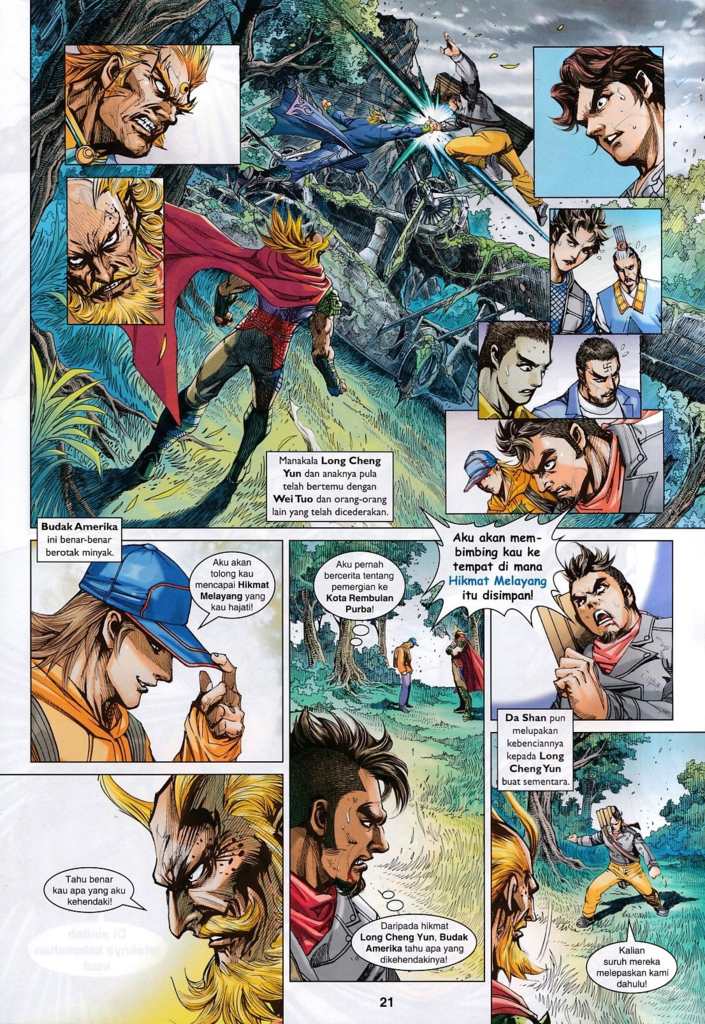 Manakala Long Cheng
Yun dan anaknya pula
telah bertemu dengan
Wei Tuo dan orang-orang
lain yang telah dicederakan.
Budak Amerika
ini benar-benar
berotak minyak.
Aku akan
tolong kau
mencapai Hikmat
Melayang yang
kau hajati!
Aku pernah
bercerita tentang
pemergian ke
Kota Rembulan
Purba!
Aku akan mem-
bimbing kau ke
tempat di mana
Hikmat Melayang
itu disimpan!
Da Shan pun
melupakan
kebenciannya
kepada Long
Cheng Yun
buat sementara.
Tahu benar
kau apa yang aku
kehendaki!
Daripada hikmat
Long Cheng Yun, Budak
Amerika tahu apa yang
dikehendakinya!
Kalian
suruh mereka
melepaskan kami
dahulu!
21